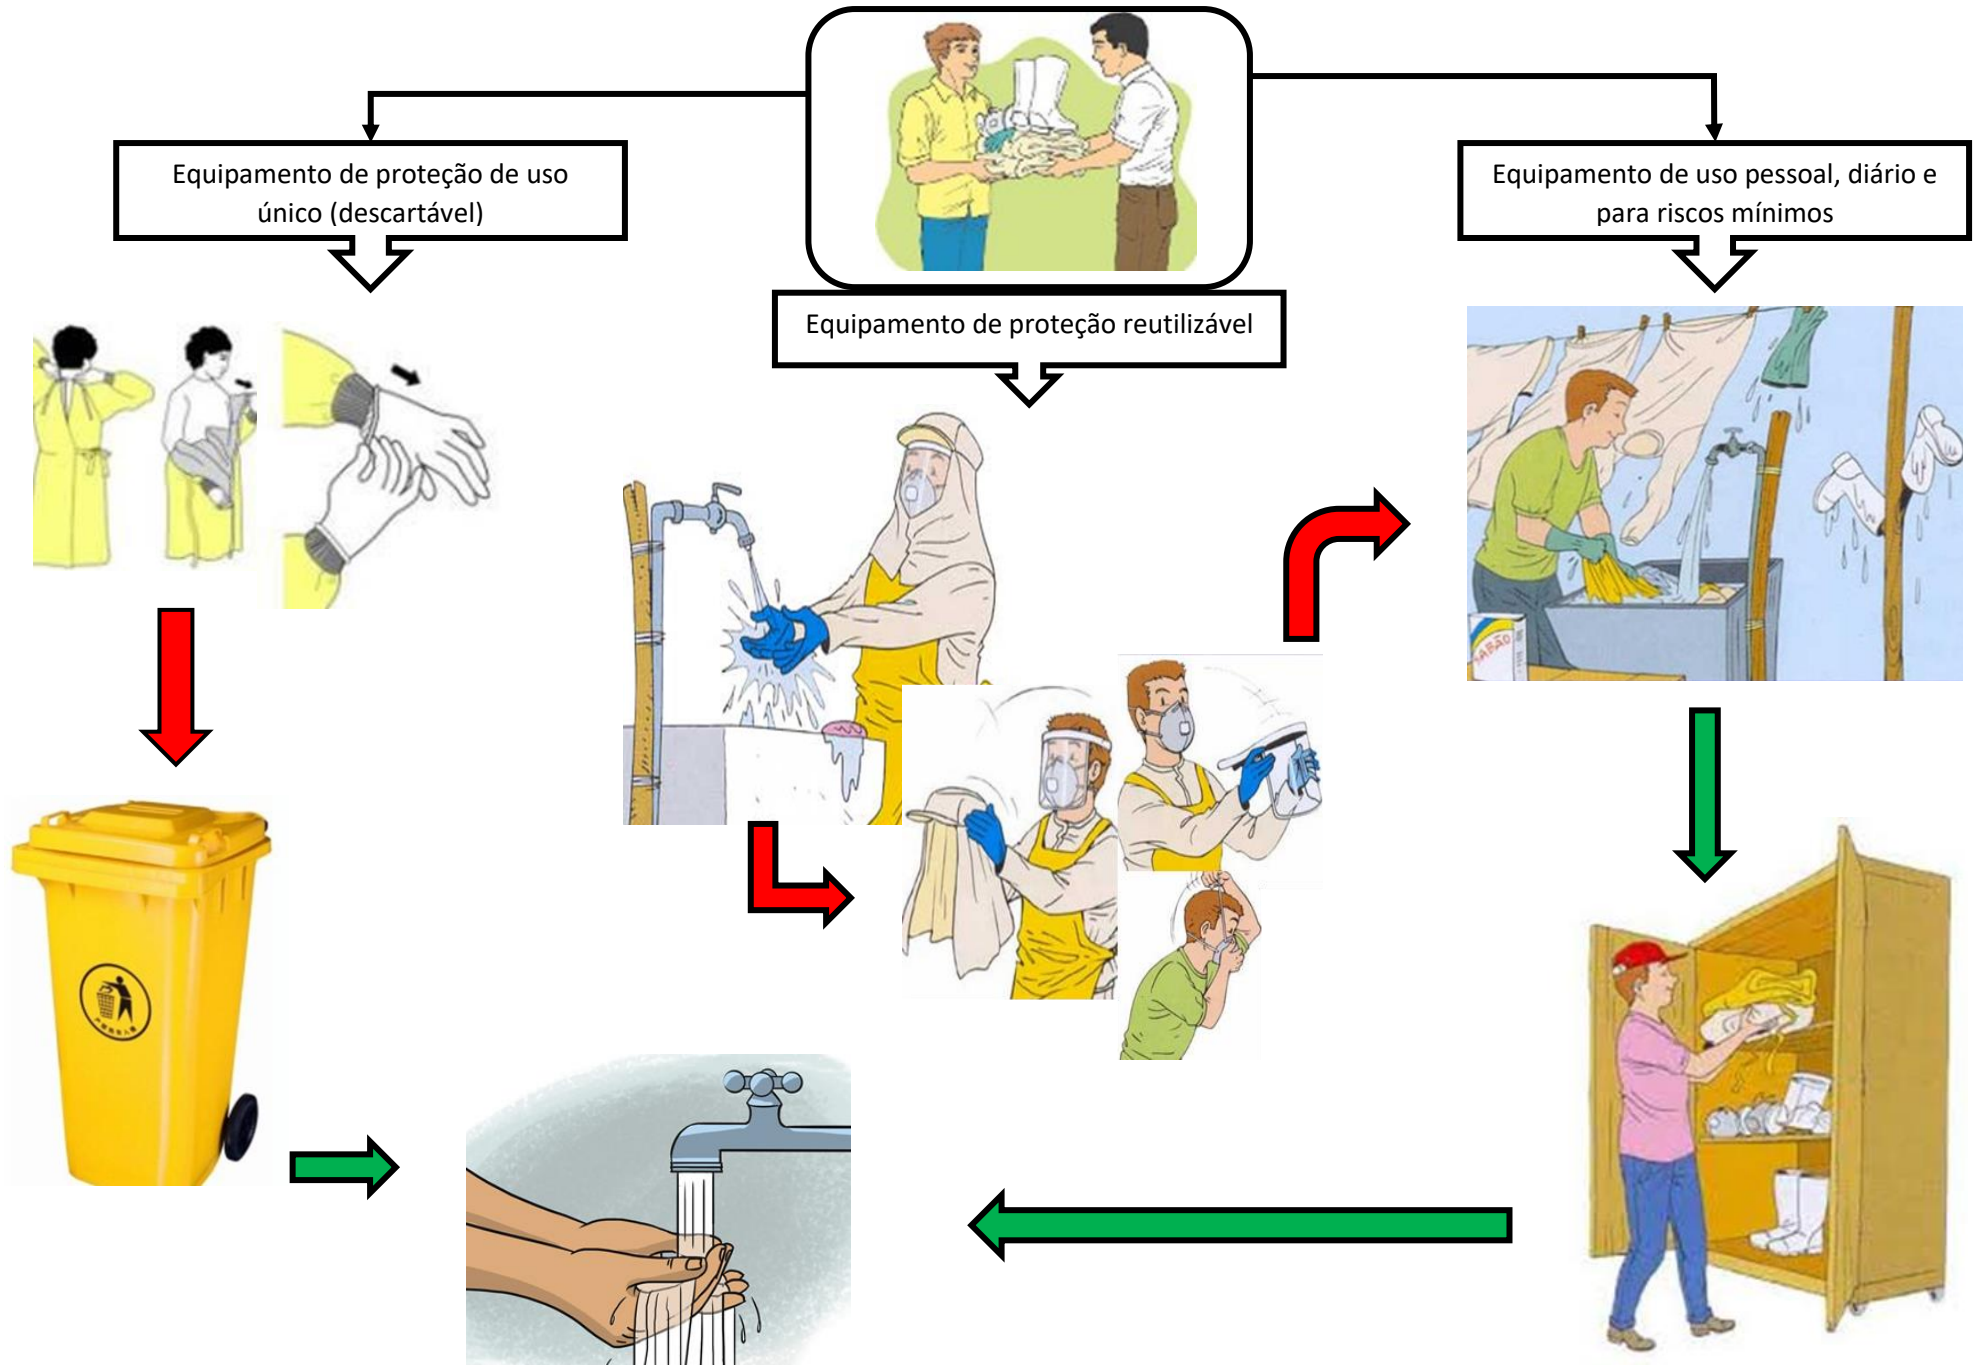 Equipamento de proteção de uso
único (descartável)
Equipamento de proteção reutilizável
Equipamento de uso pessoal, diário e
para riscos mínimos
SABÃO